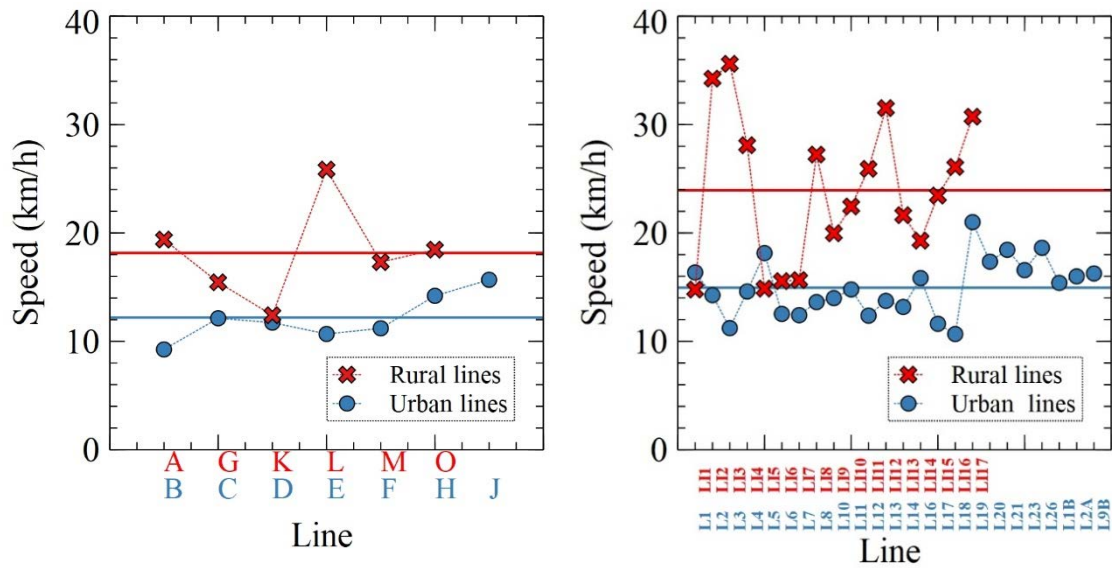 40
30
20
10
0
Speed (km/h)
Rural lines
Urban lines
A G K L M O
B C D E F H J
Line
40
30
20
10
0
Speed (km/h)
Rural lines
Urban lines
LI1 LI2 LI3 LI4 LI5 LI6 LI7 LI8 LI9 LI10 LI11 LI12 LI13 LI14 LI15 LI16 LI17
L1 L2 L3 L4 L5 L6 L7 L8 L10 L11 L12 L13 L14 L16 L17 L18 L19 L20 L21 L23 L26 L1B L2A L9B
Line